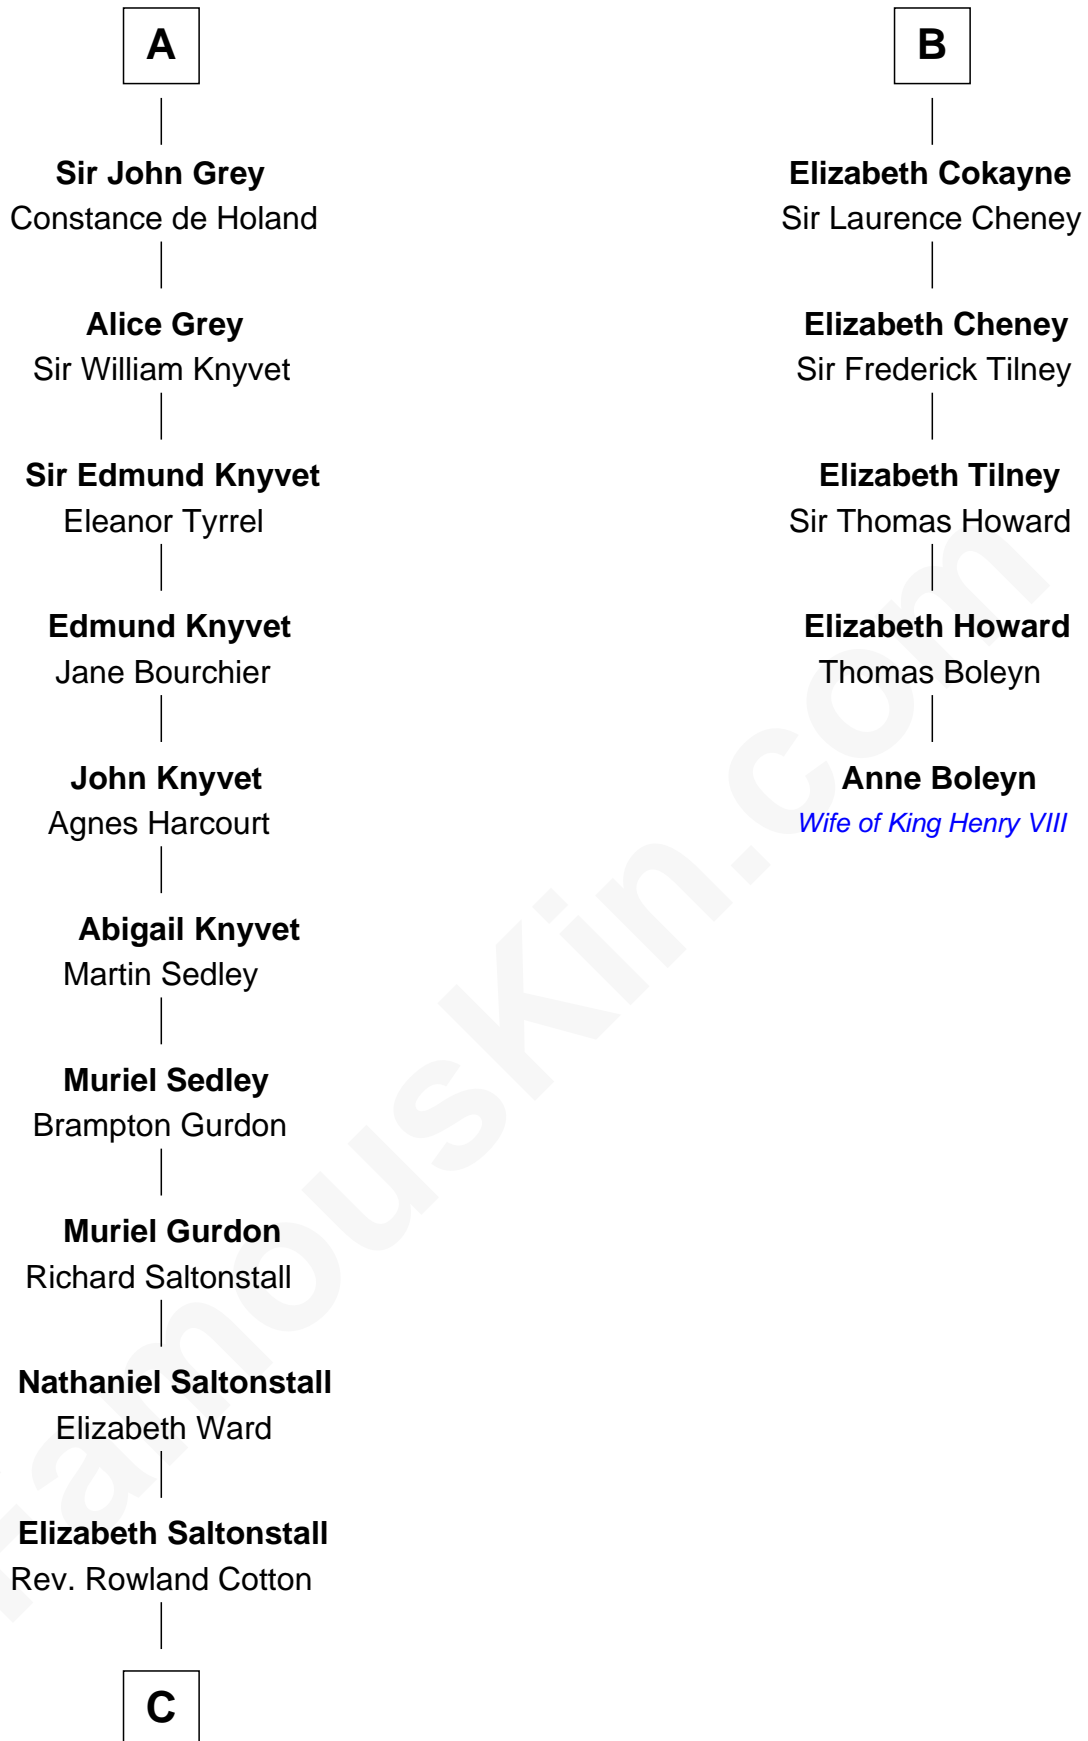 A
Sir John Grey
Constance de Holand
Alice Grey
Sir William Knyvet
Sir Edmund Knyvet
Eleanor Tyrrel
Edmund Knyvet
Jane Bourchier
John Knyvet
Agnes Harcourt
Abigail Knyvet
Martin Sedley
Muriel Sedley
Brampton Gurdon
Muriel Gurdon
Richard Saltonstall
Nathaniel Saltonstall
Elizabeth Ward
Elizabeth Saltonstall
Rev. Rowland Cotton
C
B
Elizabeth Cokayne
Sir Laurence Cheney
Elizabeth Cheney
Sir Frederick Tilney
Elizabeth Tilney
Sir Thomas Howard
Elizabeth Howard
Thomas Boleyn
Anne Boleyn
Wife of King Henry VIII
FamousKin.com